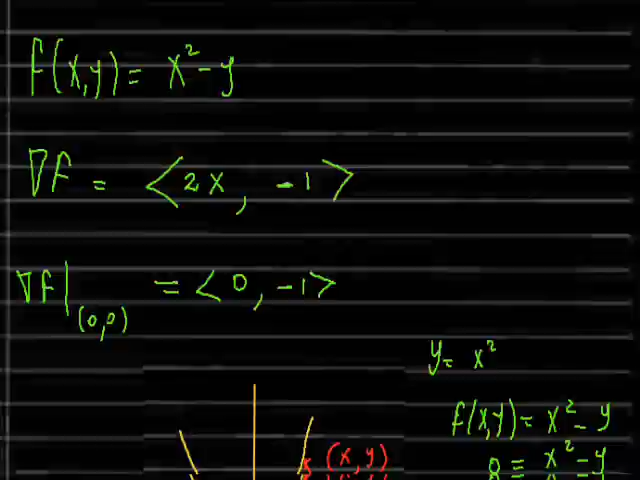 f(x,y) = x² - y
∇f = <2x, -1>
∇f|(0,0) = <0, -1>
y = x²
f(x,y) = x² - y
(x,y)
0 = x² - y